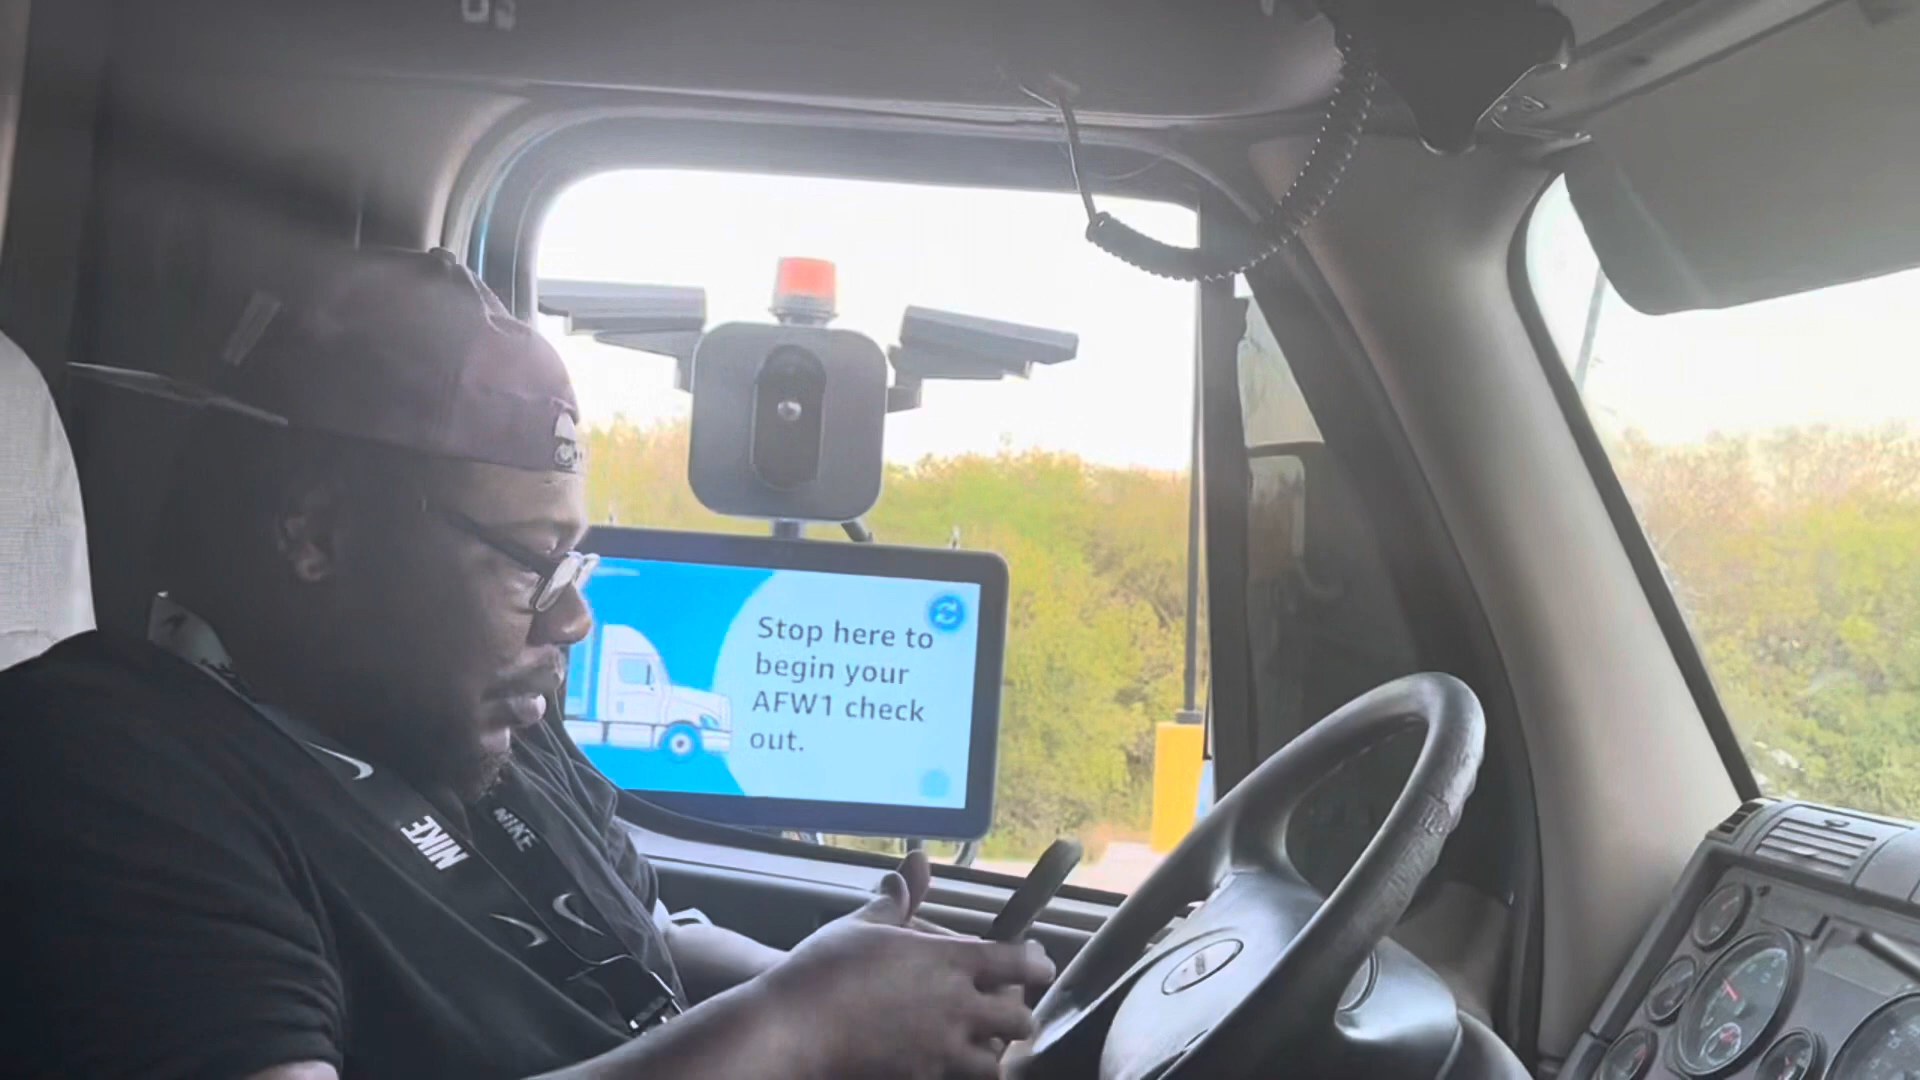 Stop here to
begin your
AFW1 check
out.
NIKE
NIKE